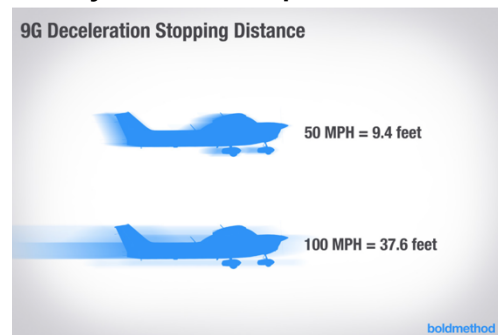 9G Deceleration Stopping Distance
50 MPH = 9.4 feet
100 MPH = 37.6 feet
boldmethod